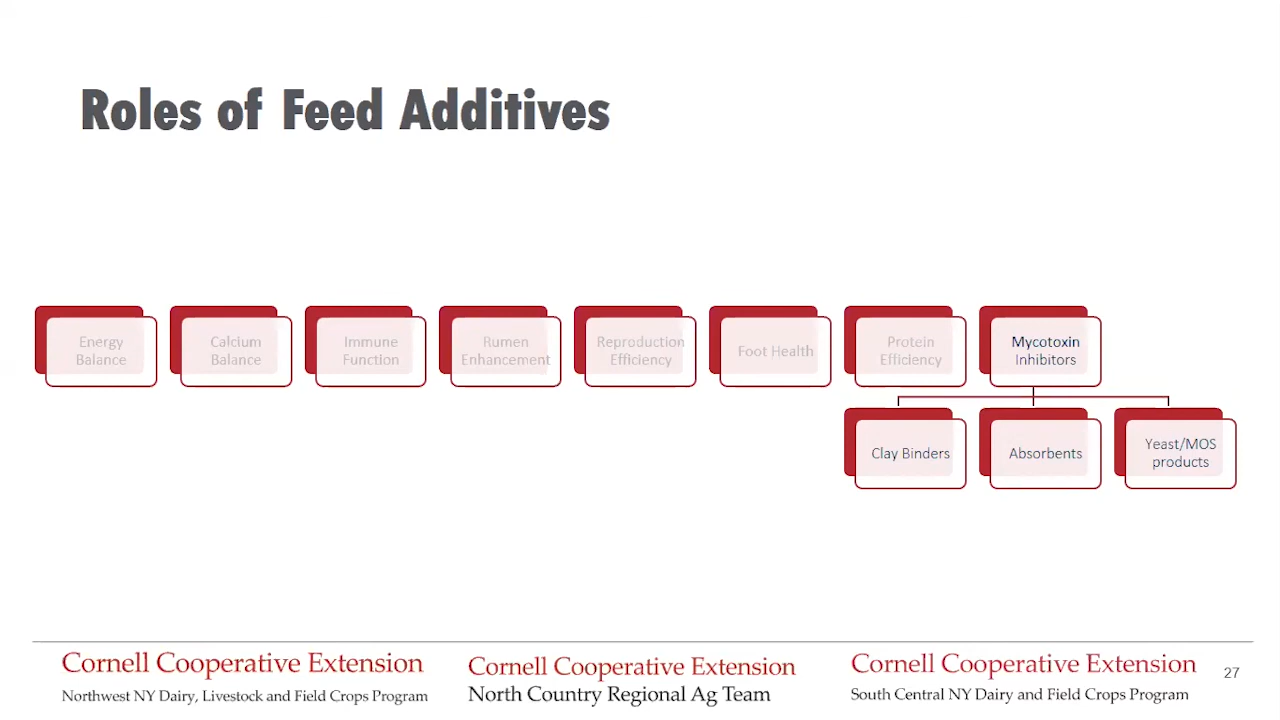 Roles of Feed Additives
Energy
Balance
Calcium
Balance
Immune
Function
Rumen
Enhancement
Reproduction
Efficiency
Foot Health
Protein
Efficiency
Mycotoxin
Inhibitors
Clay Binders
Absorbents
Yeast/MOS
products
Cornell Cooperative Extension
Northwest NY Dairy, Livestock and Field Crops Program
Cornell Cooperative Extension
North Country Regional Ag Team
Cornell Cooperative Extension
South Central NY Dairy and Field Crops Program
27